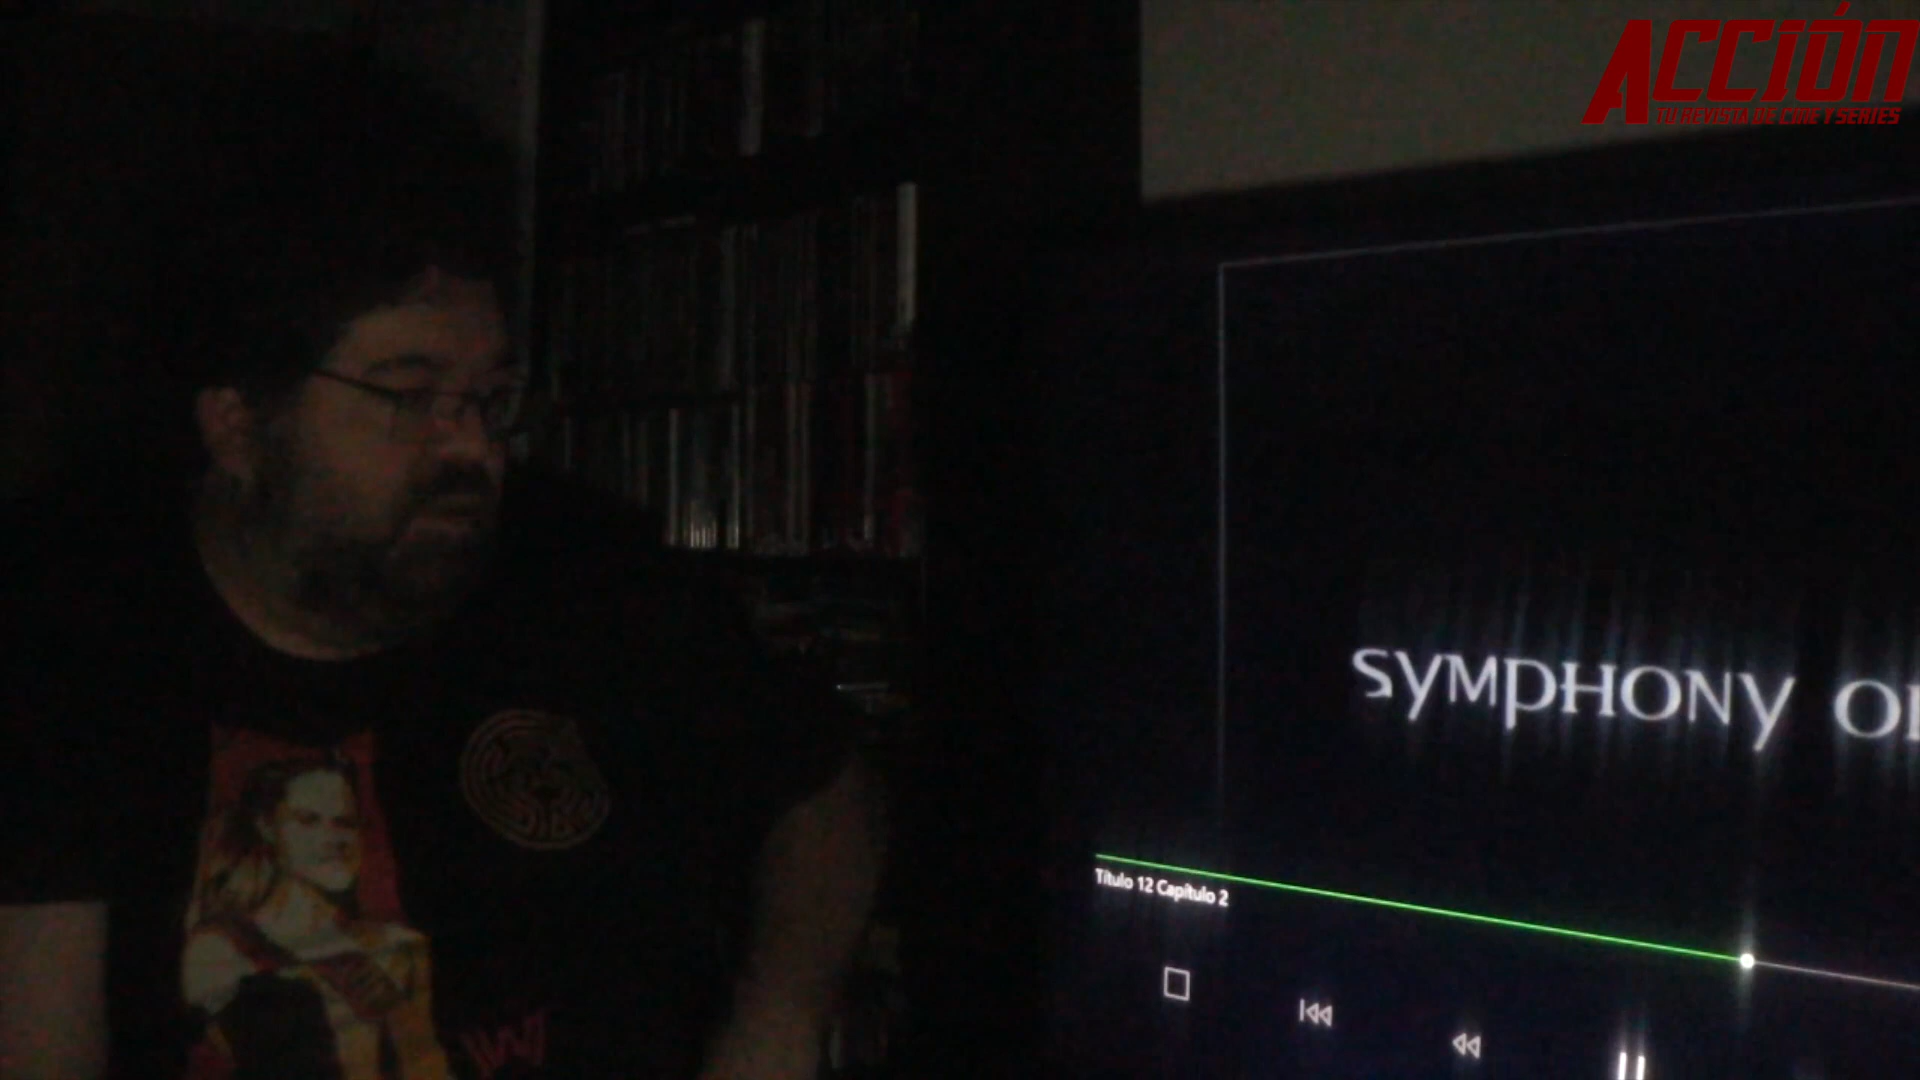 ACCIÓN
TU REVISTA DE CINE Y SERIES
SYMPHONY
Título 12 Capítulo 2